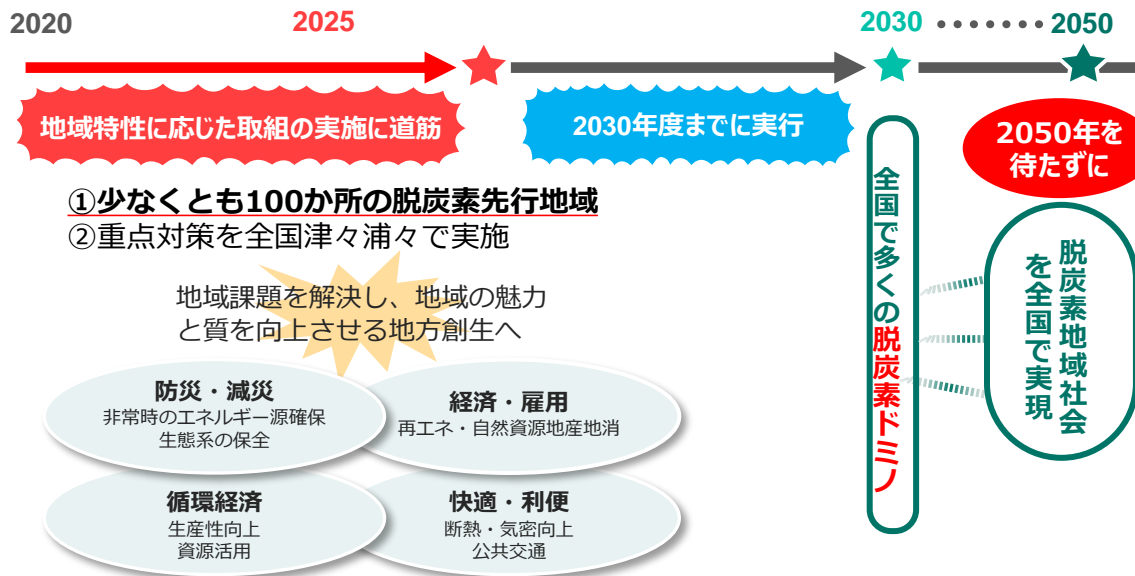 2020
2025
2030 ・・・・・・・ 2050
地域特性に応じた取組の実施に道筋
2030年度までに実行
2050年を
待たずに
①少なくとも100か所の脱炭素先行地域
②重点対策を全国津々浦々で実施
地域課題を解決し、地域の魅力
と質を向上させる地方創生へ
防災・減災
非常時のエネルギー源確保
生態系の保全
経済・雇用
再エネ・自然資源地産地消
循環経済
生産性向上
資源活用
快適・利便
断熱・気密向上
公共交通
全国で多くの脱炭素ドミノ
脱炭素地域社会
を全国で実現